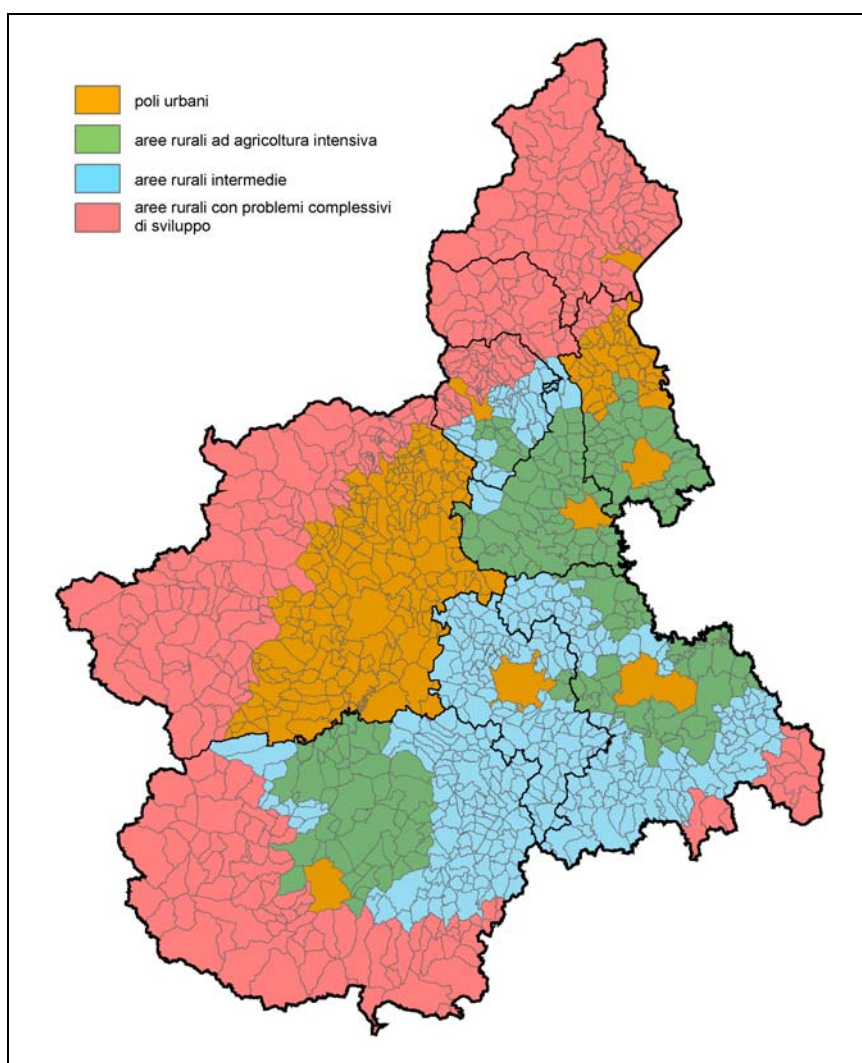 poli urbani
aree rurali ad agricoltura intensiva
aree rurali intermedie
aree rurali con problemi complessivi
di sviluppo